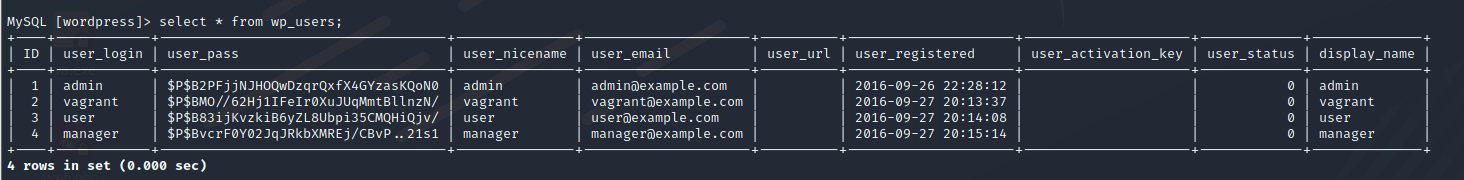 MySQL [wordpress]> select * from wp_users;
+----+------------+------------------------------------+---------------+---------------------+----------+---------------------+---------------------+-------------+--------------+
| ID | user_login | user_pass | user_nicename | user_email | user_url | user_registered | user_activation_key | user_status | display_name |
+----+------------+------------------------------------+---------------+---------------------+----------+---------------------+---------------------+-------------+--------------+
| 1 | admin | $P$B2PFjjNJHOQwDzqrQxfX4GYzasKQoN0 | admin | admin@example.com | | 2016-09-26 22:28:12 | | 0 | admin |
| 2 | vagrant | $P$BMO//62Hj1IFeIr0XuJUqMmtBllnzN/ | vagrant | vagrant@example.com | | 2016-09-27 20:13:37 | | 0 | vagrant |
| 3 | user | $P$B83ijKvzkiB6yZL8Ubpi35CMQHiQjv/ | user | user@example.com | | 2016-09-27 20:14:08 | | 0 | user |
| 4 | manager | $P$BvcrF0Y02JqJRkbXMREj/CBvP..21s1 | manager | manager@example.com | | 2016-09-27 20:15:14 | | 0 | manager |
+----+------------+------------------------------------+---------------+---------------------+----------+---------------------+---------------------+-------------+--------------+
4 rows in set (0.000 sec)